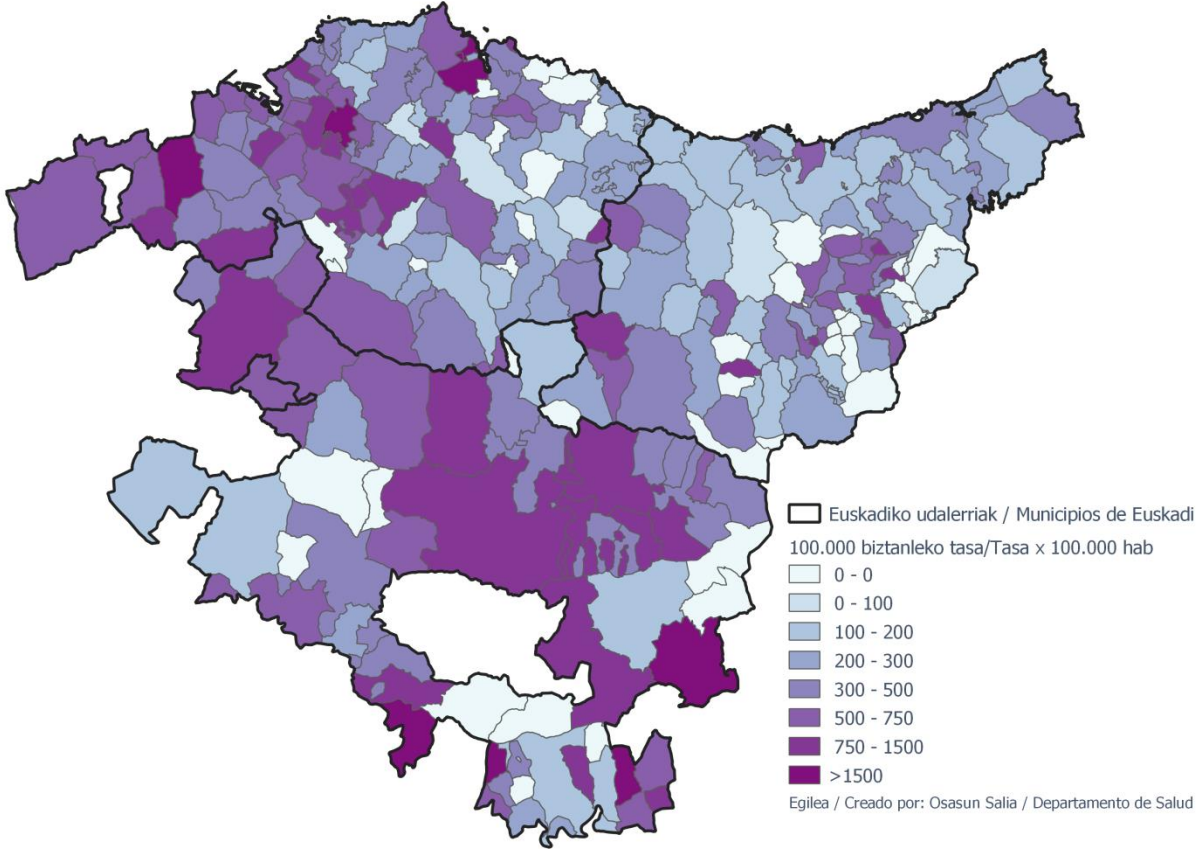 Euskadiko udalerriak / Municipios de Euskadi
100.000 biztanleko tasa/Tasa x 100.000 hab
0 - 0
0 - 100
100 - 200
200 - 300
300 - 500
500 - 750
750 - 1500
>1500
Egilea / Creado por: Osasun Salia / Departamento de Salud